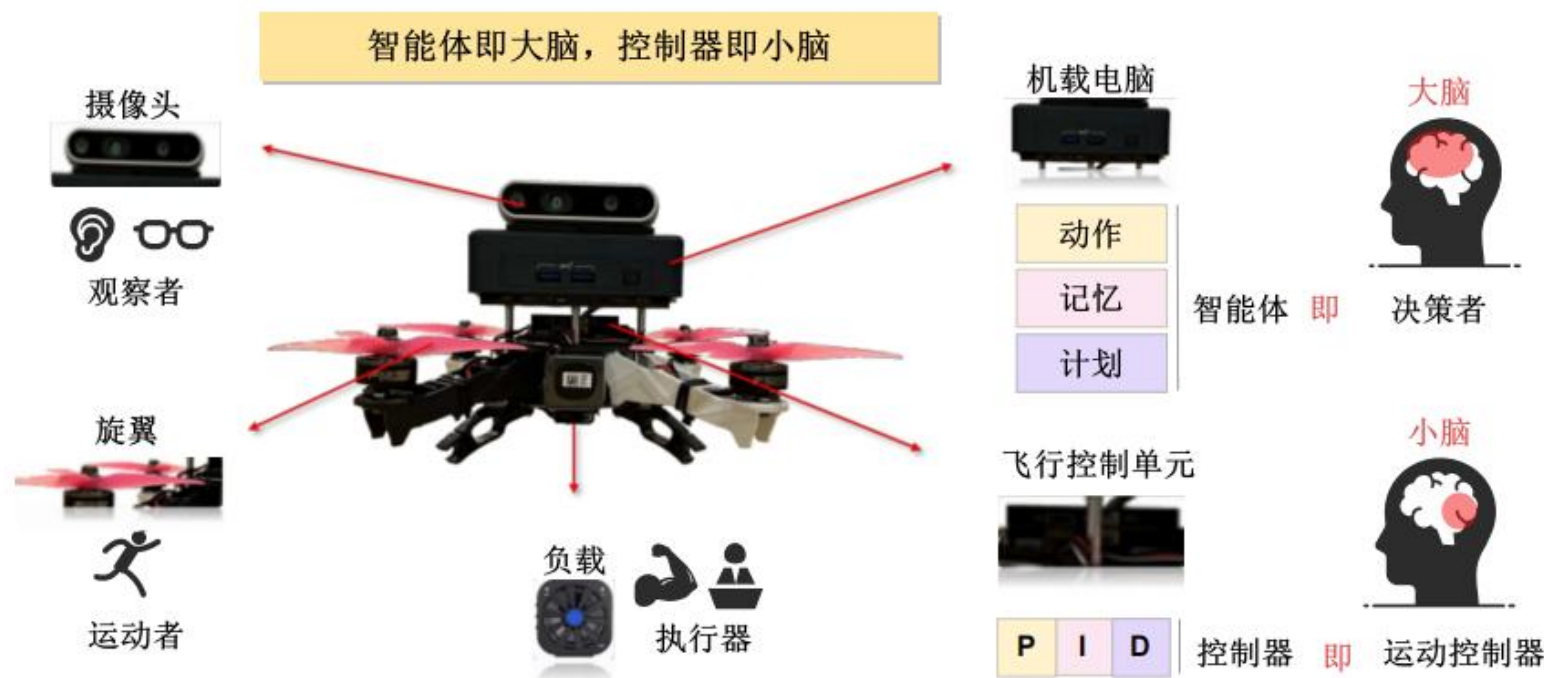 智能体即大脑，控制器即小脑
摄像头
观察者
旋翼
运动者
负载
执行器
机载电脑
动作
记忆
计划
智能体 即 决策者
大脑
飞行控制单元
P I D
控制器 即 运动控制器
小脑